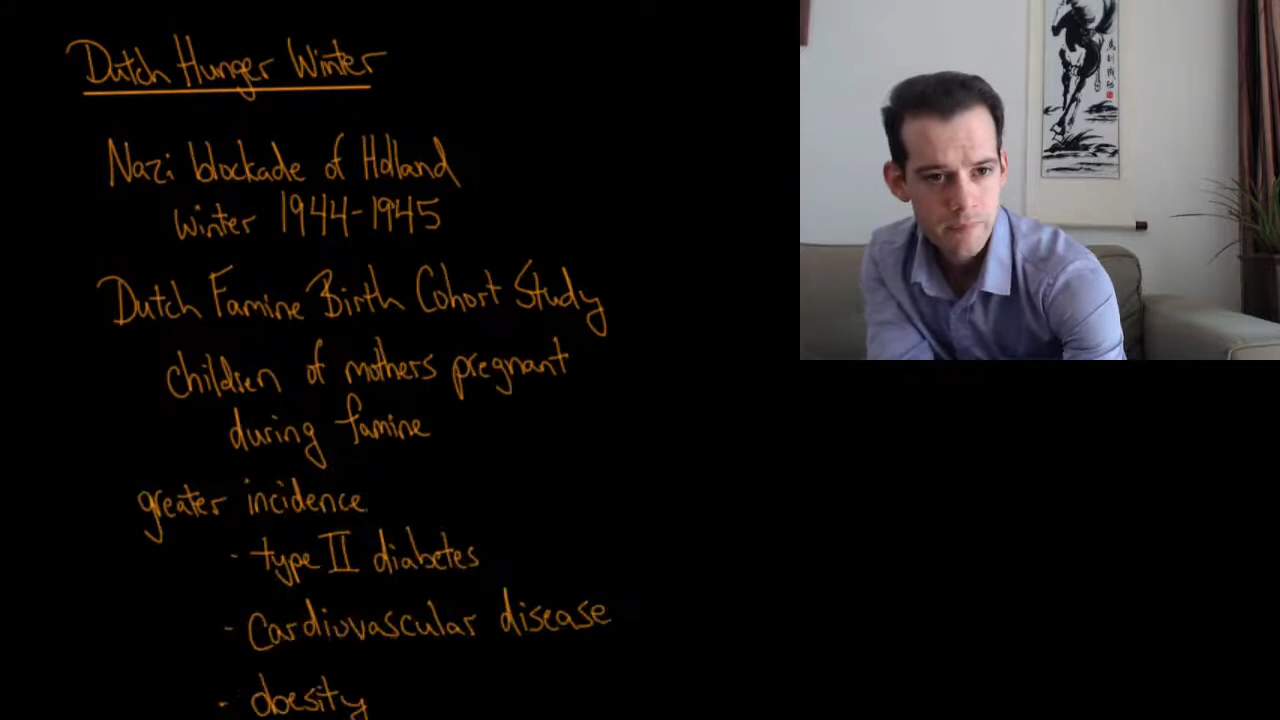 Dutch Hunger Winter
Nazi blockade of Holland
Winter 1944-1945
Dutch Famine Birth Cohort Study
children of mothers pregnant
during famine
greater incidence
- type II diabetes
- Cardiovascular disease
- obesity